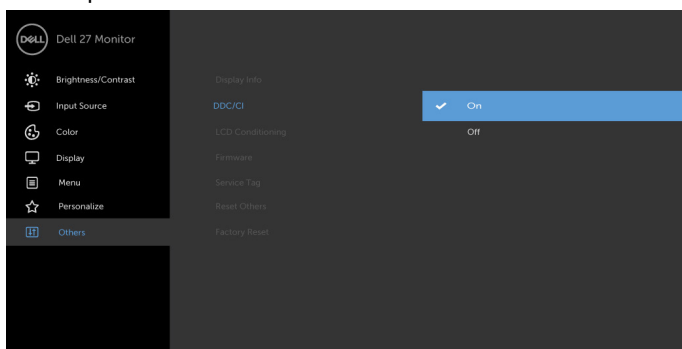 DELL Dell 27 Monitor
Brightness/Contrast
Input Source
Color
Display
Menu
Personalize
Others
Display Info
DDC/CI
LCD Conditioning
Firmware
Service Tag
Reset Others
Factory Reset
On
Off